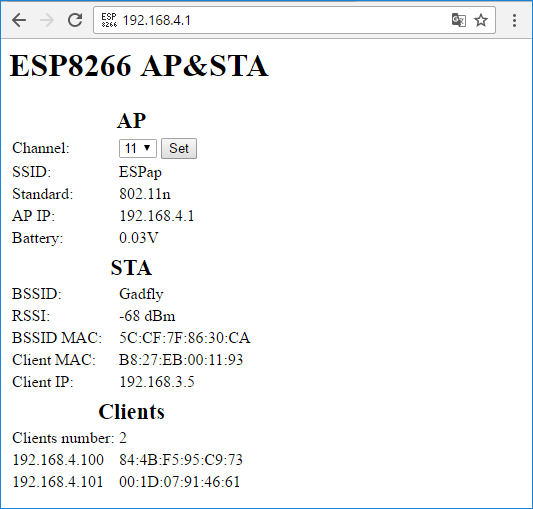 ESP 8266 192.168.4.1
ESP8266 AP&STA
AP
Channel: 11 Set
SSID: ESPap
Standard: 802.11n
AP IP: 192.168.4.1
Battery: 0.03V
STA
BSSID: Gadfly
RSSI: -68 dBm
BSSID MAC: 5C:CF:7F:86:30:CA
Client MAC: B8:27:EB:00:11:93
Client IP: 192.168.3.5
Clients
Clients number: 2
192.168.4.100 84:4B:F5:95:C9:73
192.168.4.101 00:1D:07:91:46:61